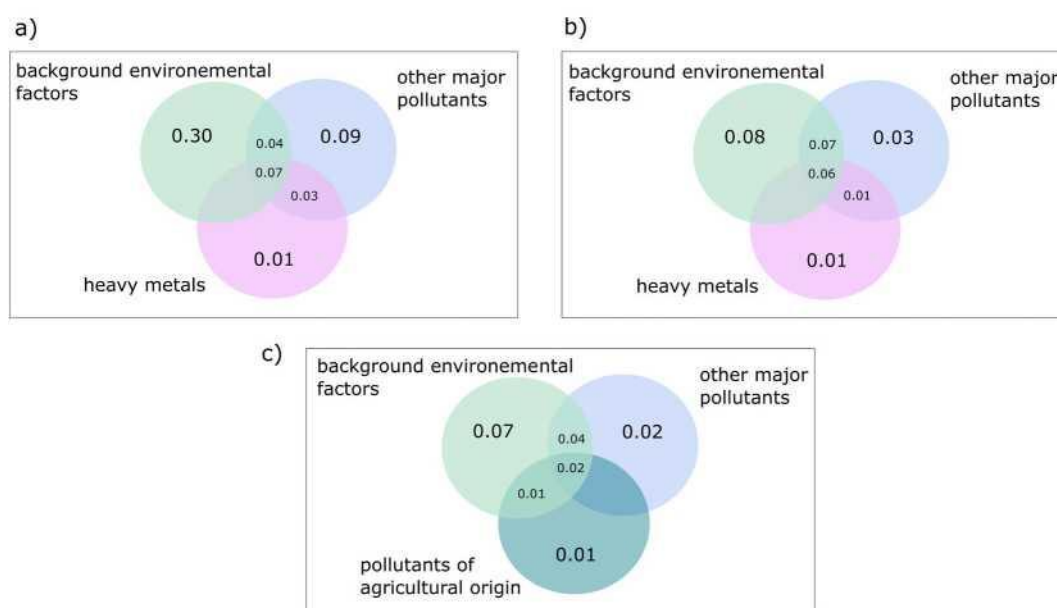 a)
background environemental
factors
other major
pollutants
0.30
0.04
0.09
0.07
0.03
0.01
heavy metals
b)
background environemental
factors
other major
pollutants
0.08
0.07
0.03
0.06
0.01
0.01
heavy metals
c)
background environemental
factors
other major
pollutants
0.07
0.04
0.02
0.02
0.01
0.01
pollutants of
agricultural origin